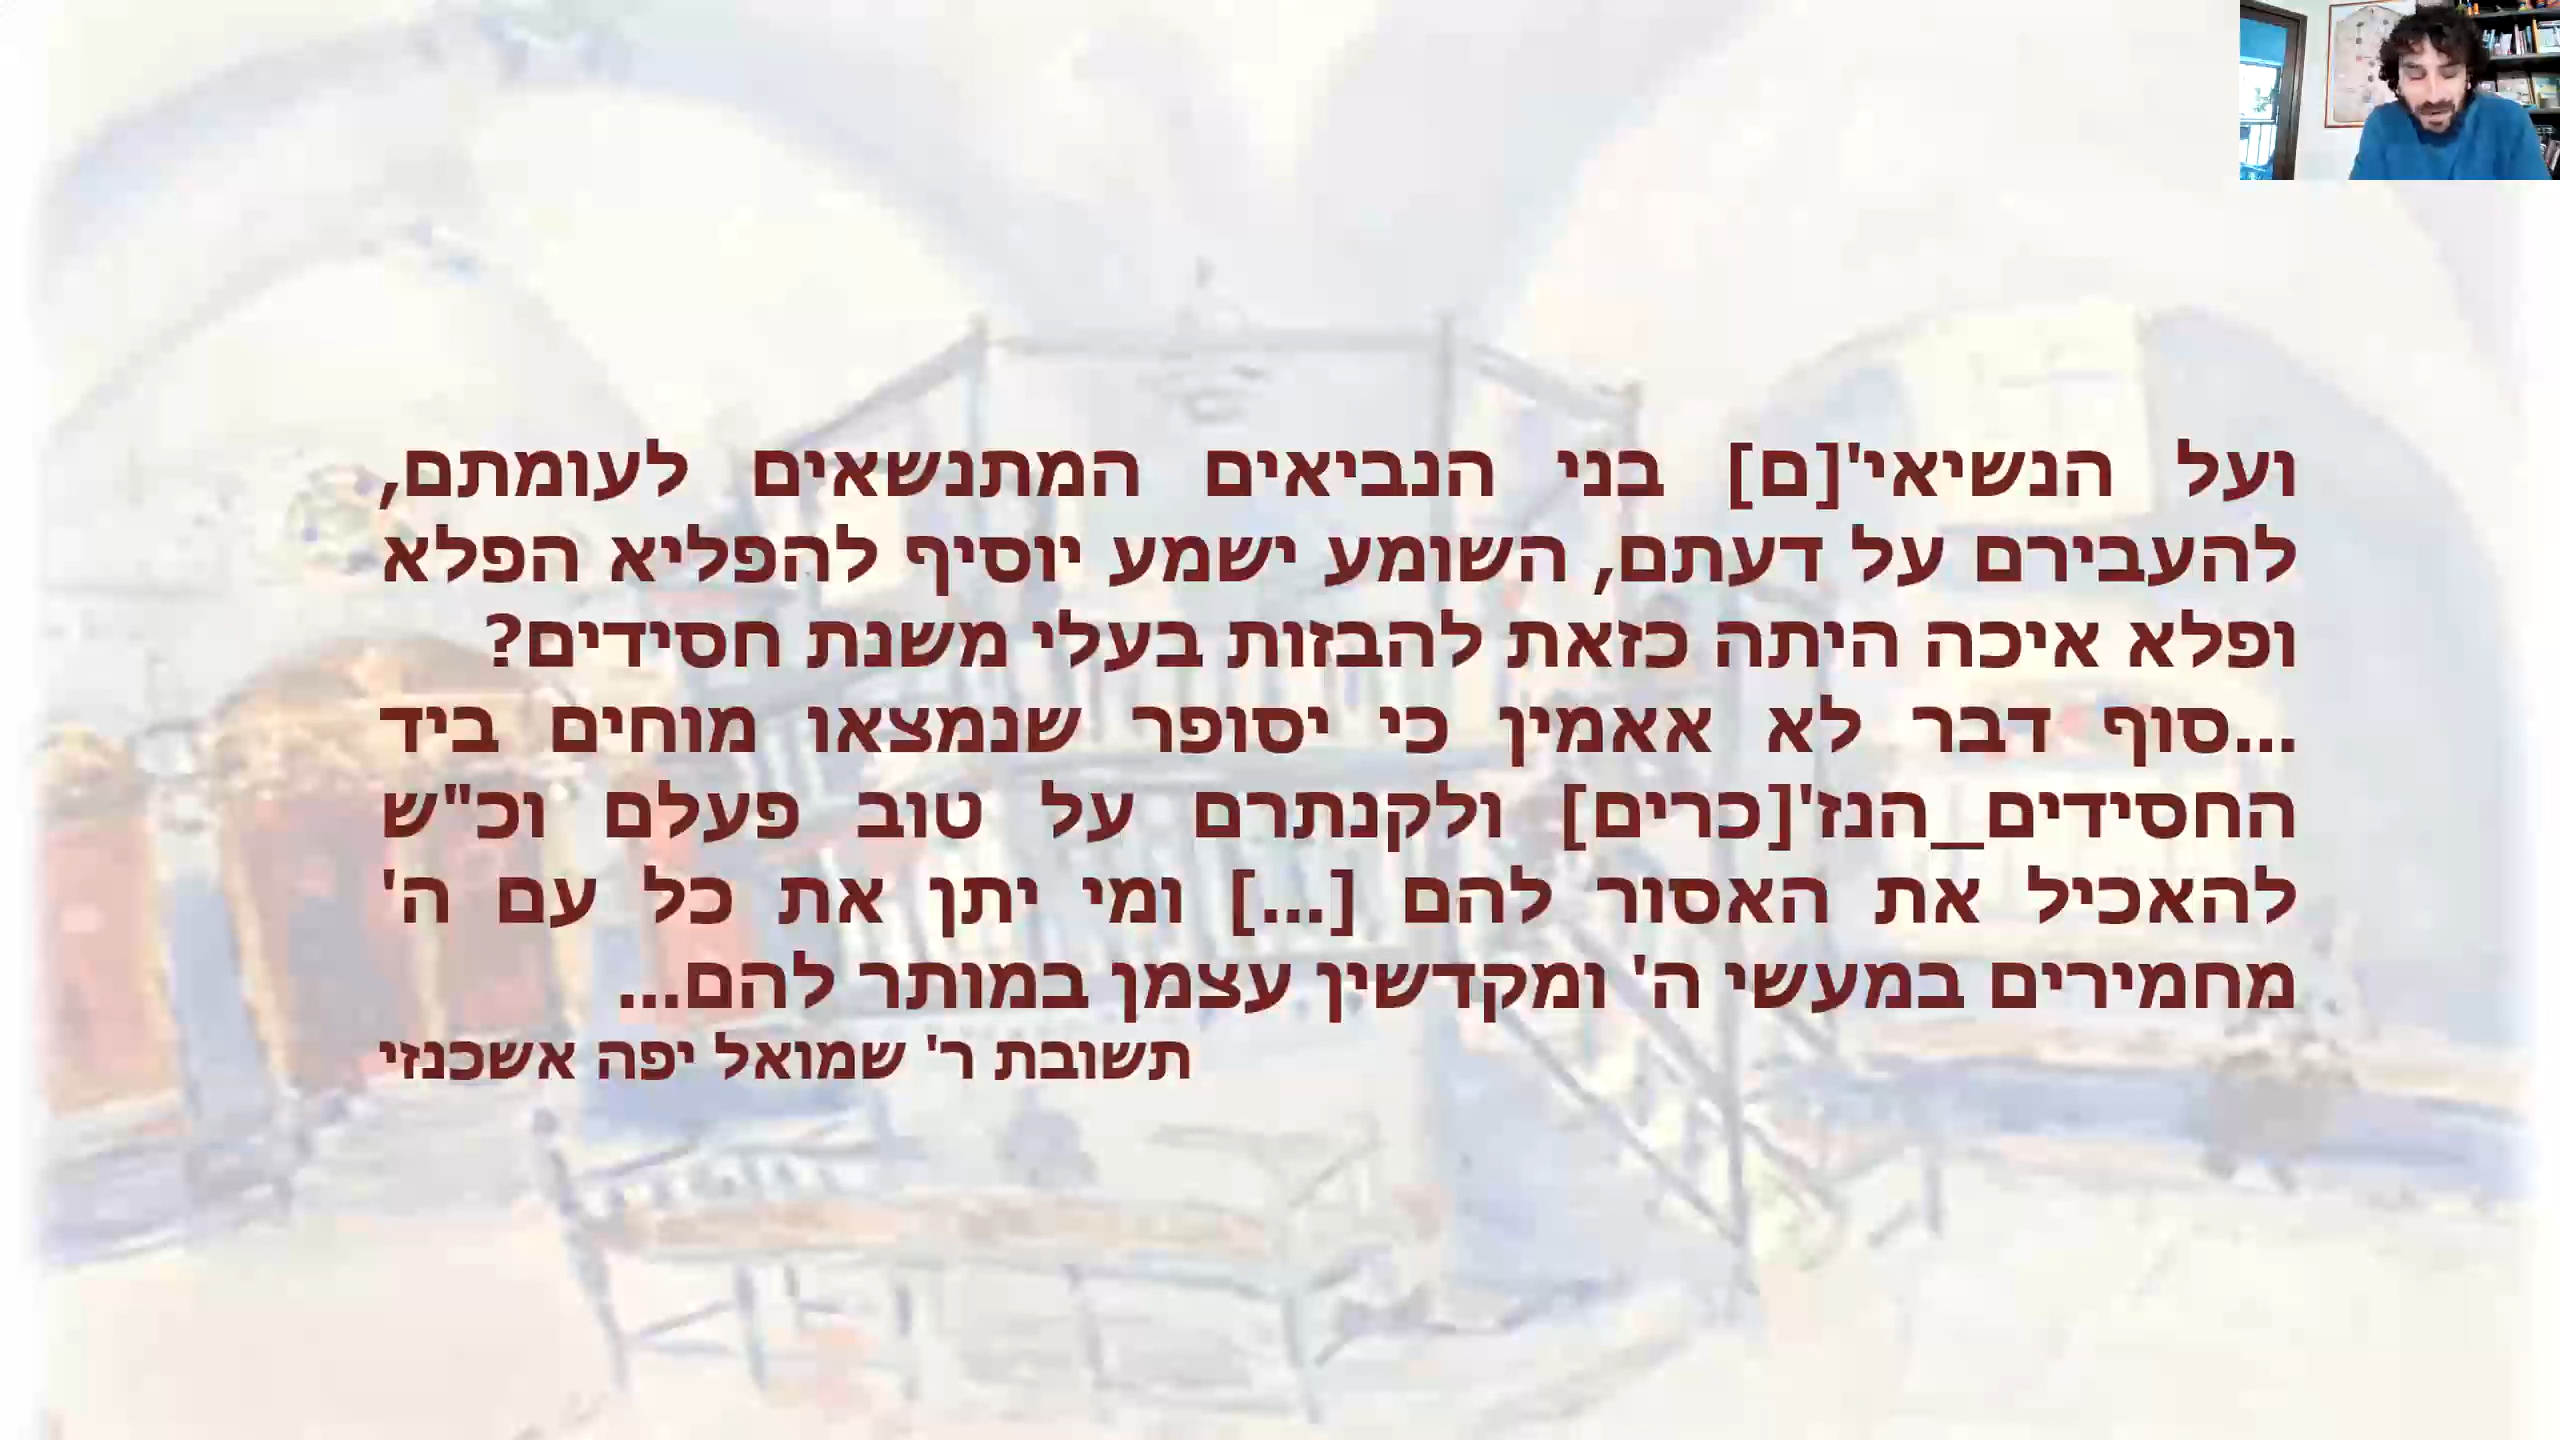 ועל הנשיאי'[ם] בני הנביאים המתנשאים לעומתם,
להעבירם על דעתם, השומע ישמע יוסיף להפליא הפלא
ופלא איכה היתה כזאת להבזות בעלי משנת חסידים?
...סוף דבר לא אאמין כי יסופר שנמצאו מוחים ביד
החסידים_הנז'[כרים] ולקנתרם על טוב פעלם וכ"ש
להאכיל את האסור להם [...] ומי יתן את כל עם ה'
מחמירים במעשי ה' ומקדשין עצמן במותר להם...
תשובת ר' שמואל יפה אשכנזי